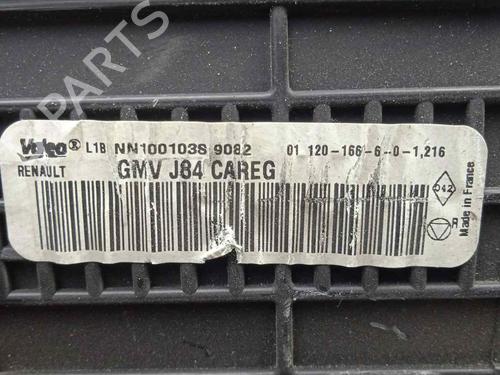 Valeo® L1B NN1001038 9082 01 120-166-6-0-1,216
RENAULT GMV J84 CAREG
042
R
Made in France
B-PARTS